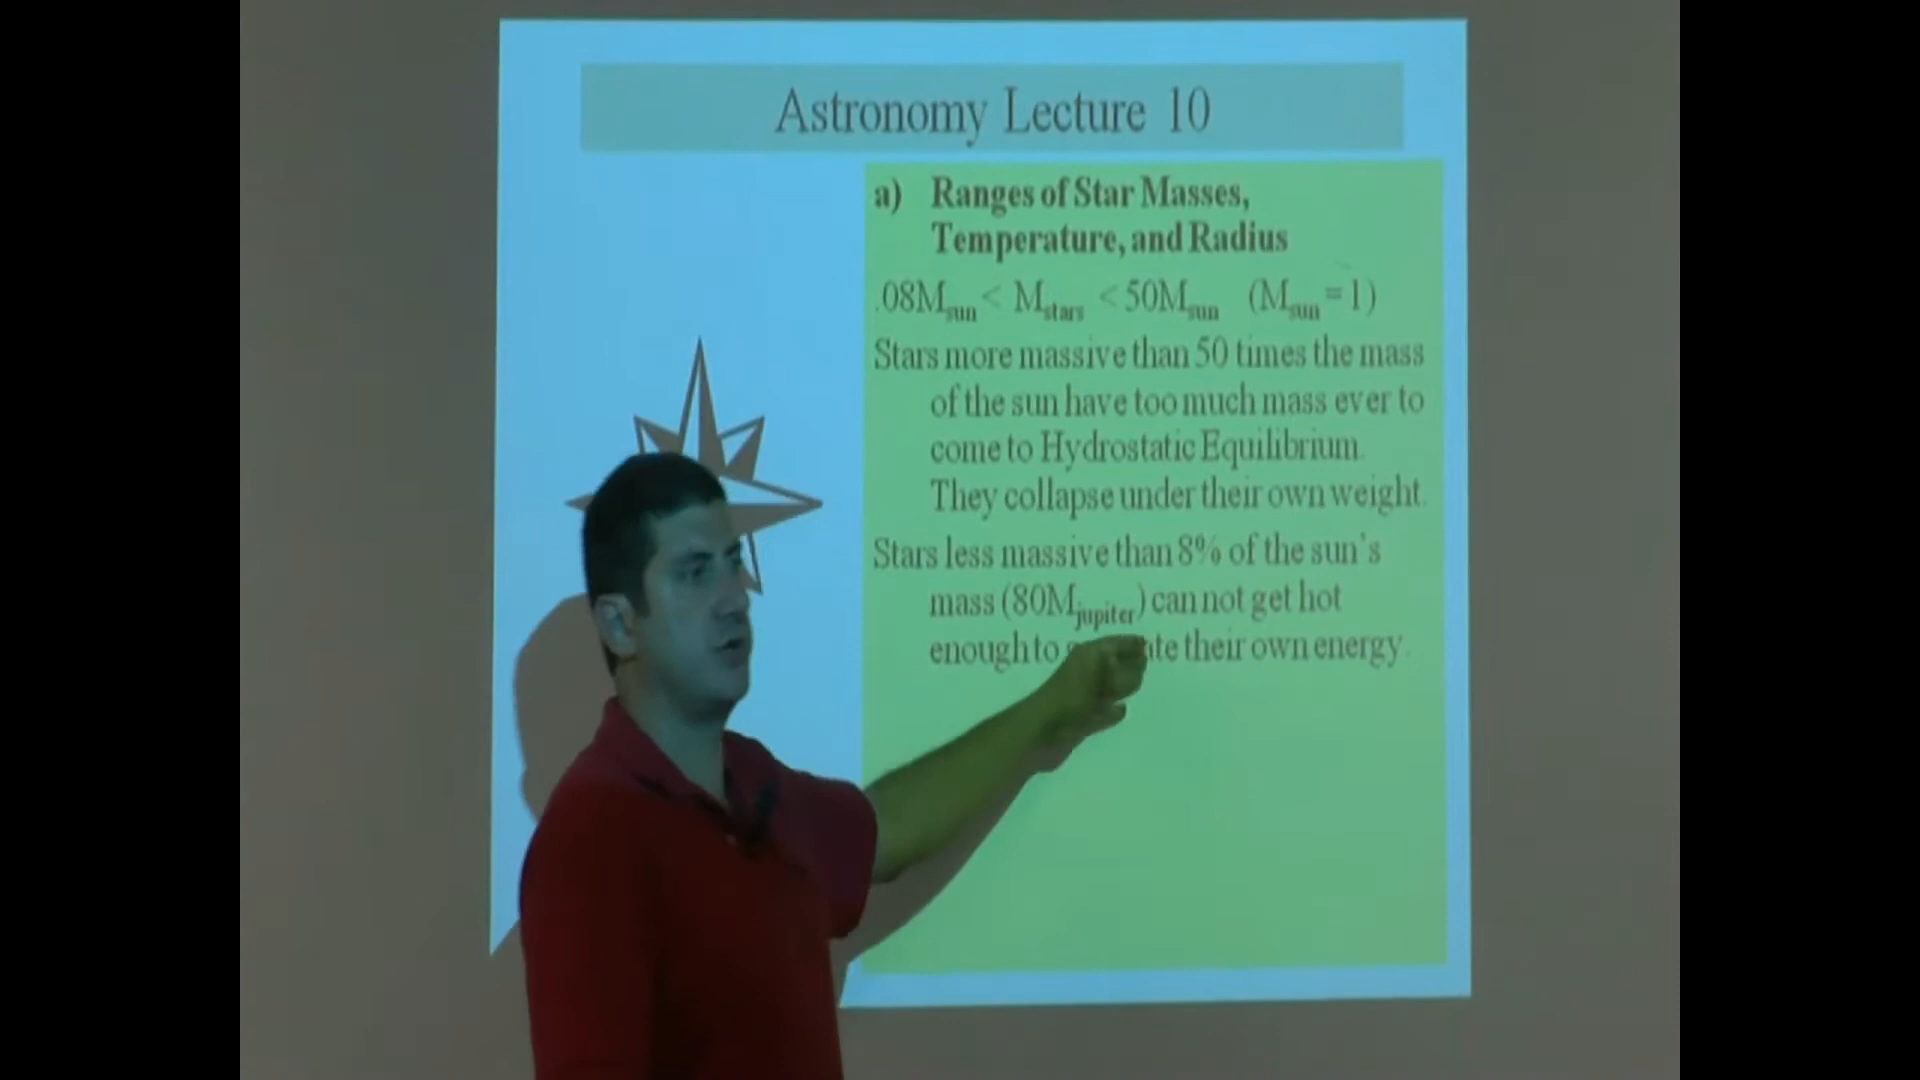 Astronomy Lecture 10
a) Ranges of Star Masses,
Temperature, and Radius
.08Msun < Mstars < 50Msun (Msun = 1)
Stars more massive than 50 times the mass
of the sun have too much mass ever to
come to Hydrostatic Equilibrium.
They collapse under their own weight.
Stars less massive than 8% of the sun's
mass (80Mjupiter) can not get hot
enough to their own energy.